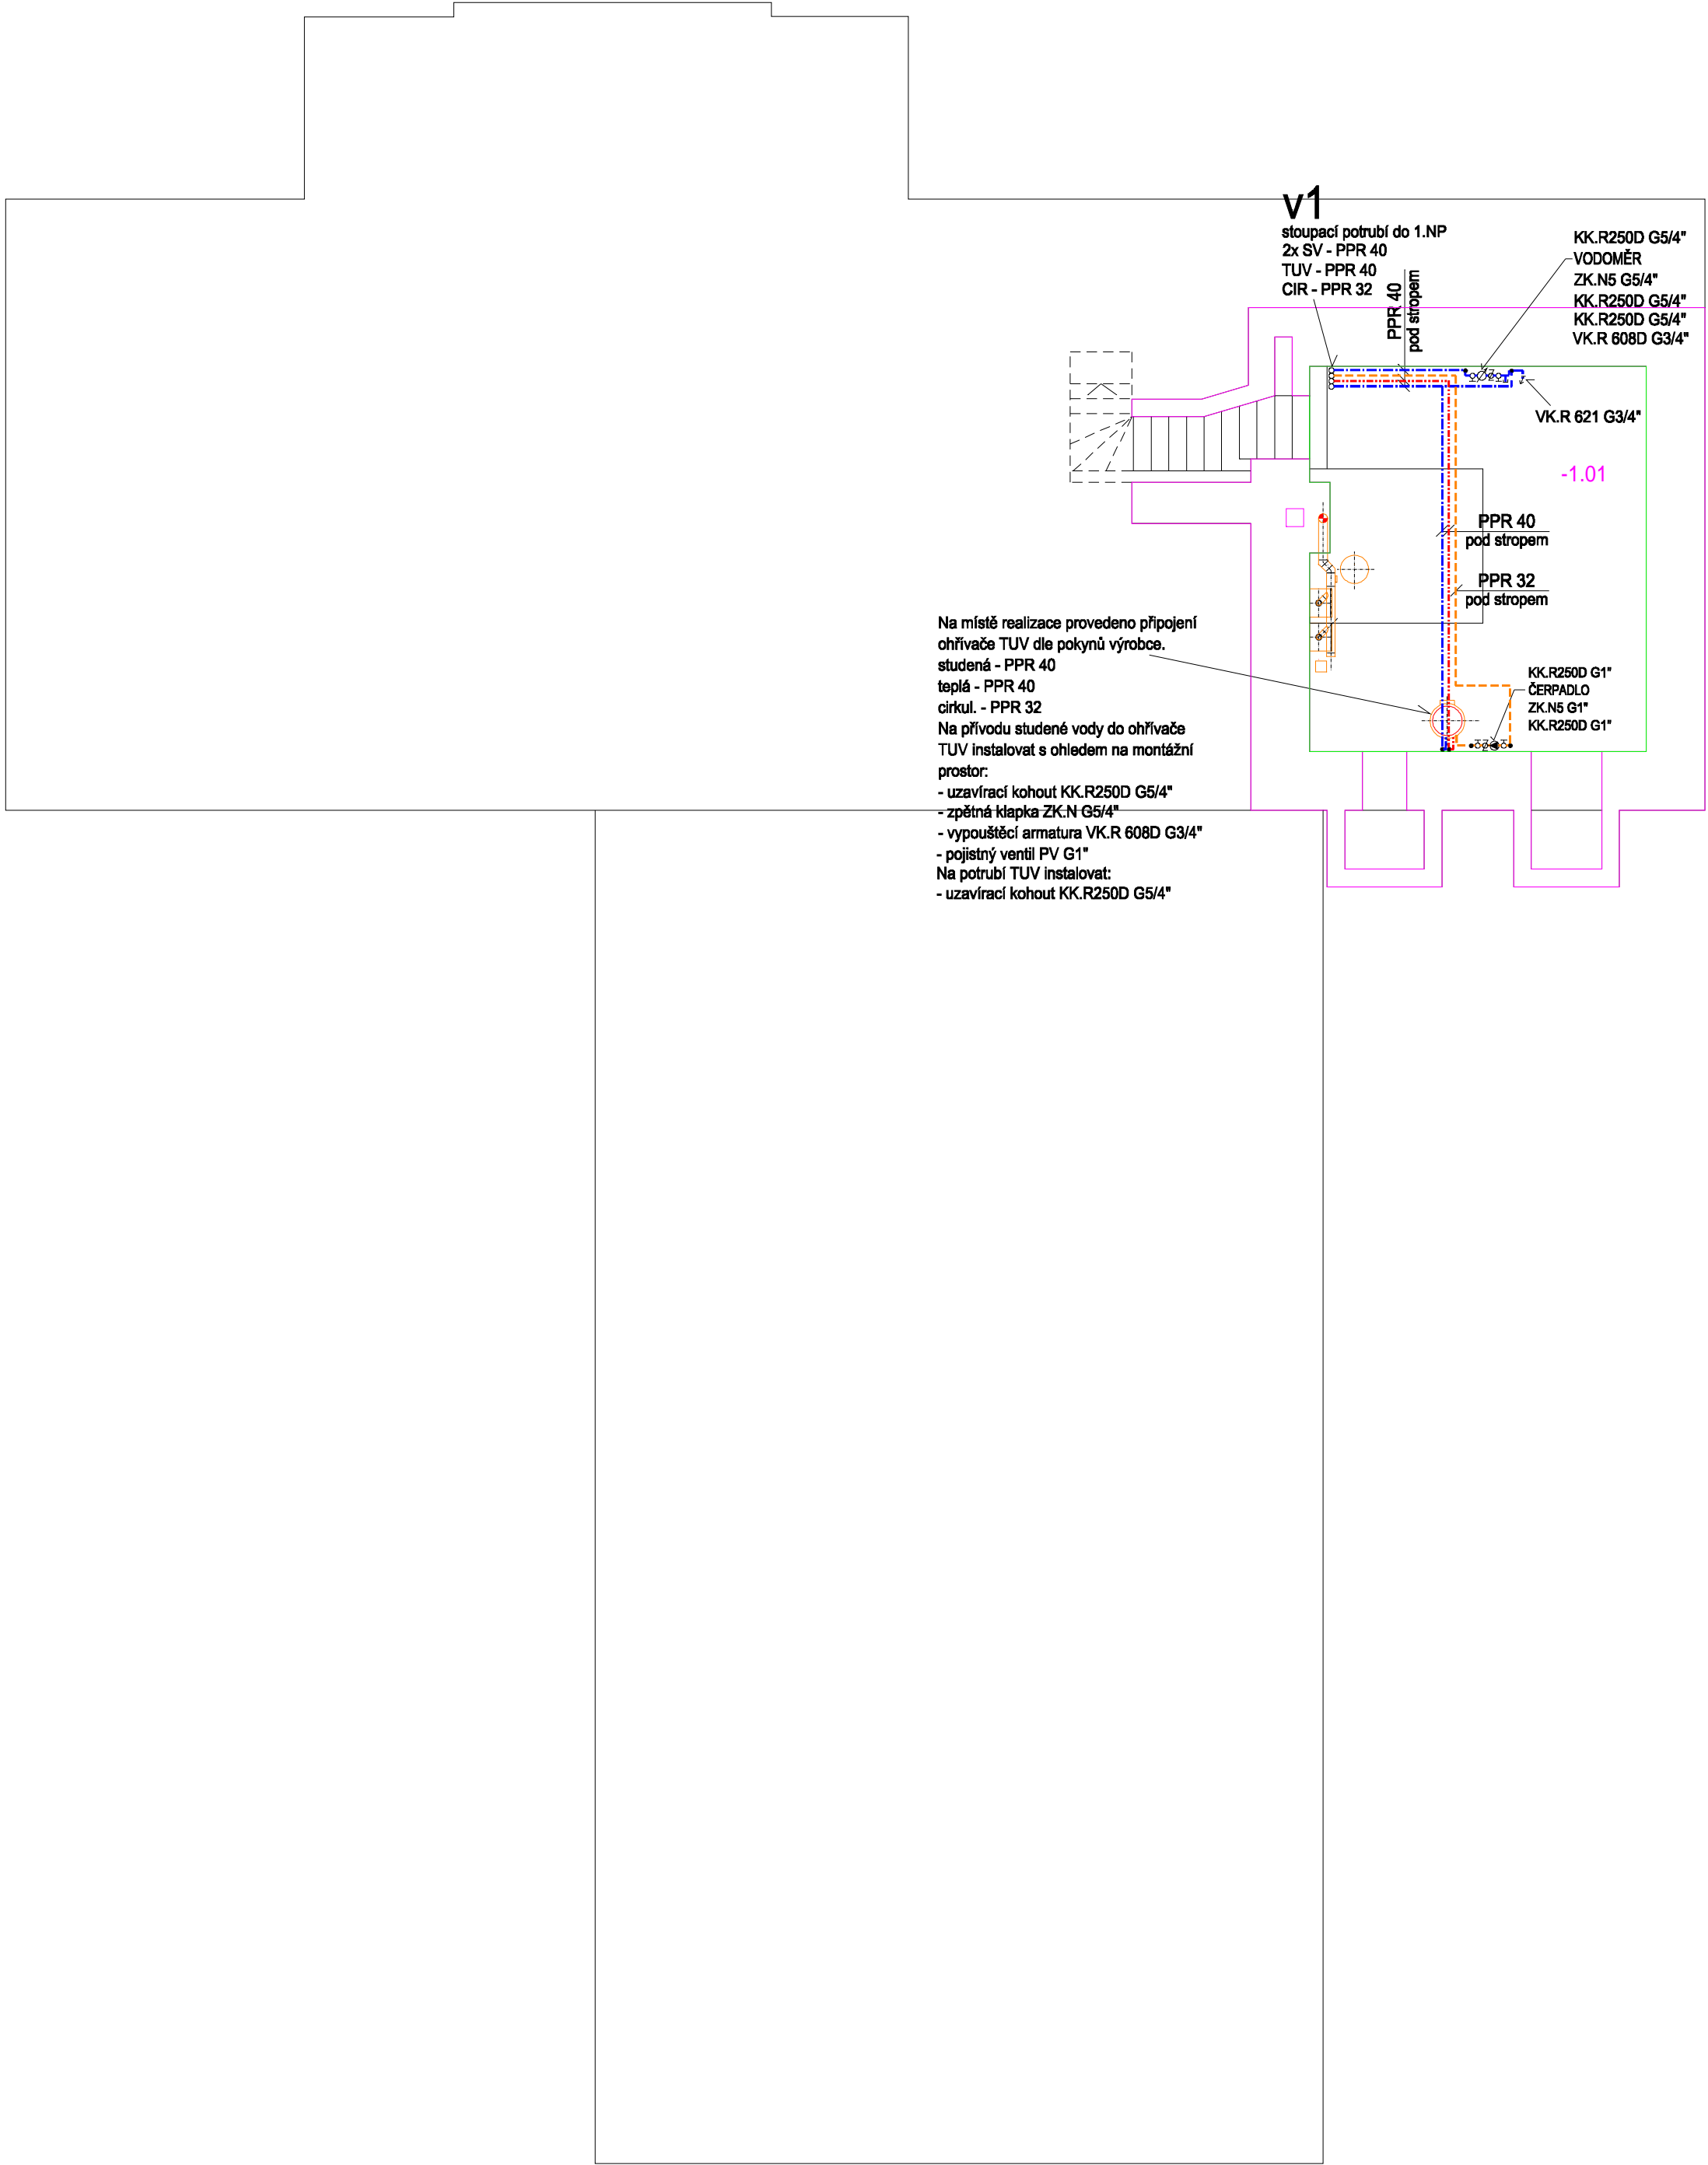 v1
stoupací potrubí do 1.NP
2x SV - PPR 40
TUV - PPR 40
CIR - PPR 32
PPR 40
pod stropem
KK.R250D G5/4"
VODOMĚR
ZK.N5 G5/4"
KK.R250D G5/4"
KK.R250D G5/4"
VK.R 608D G3/4"
VK.R 621 G3/4"
-1.01
PPR 40
pod stropem
PPR 32
pod stropem
Na místě realizace provedeno připojení
ohřívače TUV dle pokynů výrobce.
studená - PPR 40
teplá - PPR 40
cirkul. - PPR 32
Na přívodu studené vody do ohřívače
TUV instalovat s ohledem na montážní
prostor:
- uzavírací kohout KK.R250D G5/4"
- zpětná klapka ZK.N G5/4"
- vypouštěcí armatura VK.R 608D G3/4"
- pojistný ventil PV G1"
Na potrubí TUV instalovat:
- uzavírací kohout KK.R250D G5/4"
KK.R250D G1"
ČERPADLO
ZK.N5 G1"
KK.R250D G1"